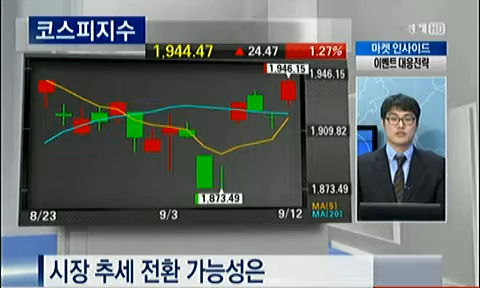 코스피지수
1,944.47 ▲ 24.47 1.27%
마켓 인사이드
이벤트 대응전략
1,946.15
1,946.15
1,909.82
1,873.49
1,873.49
MA(5)
MA(20)
8/23 9/3 9/12
시장 추세 전환 가능성은